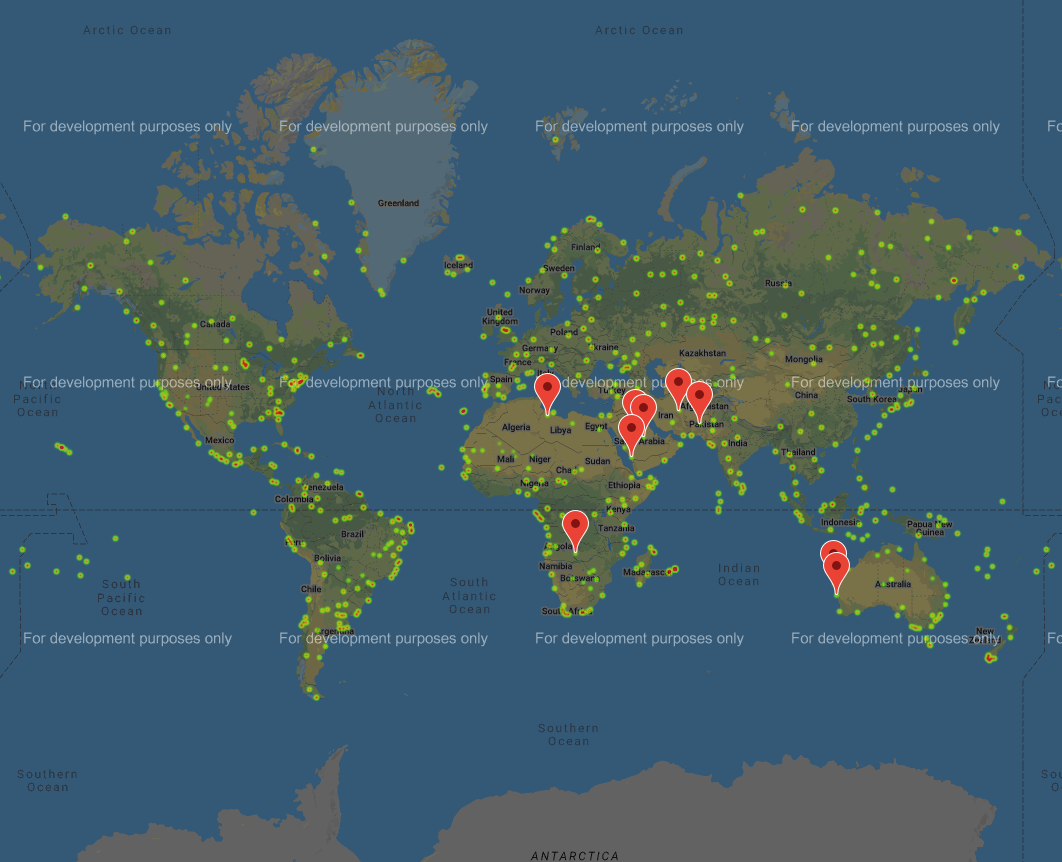 Arctic Ocean
Arctic Ocean
For development purposes only
For development purposes only
For development purposes only
For development purposes only
Fo
Greenland
Finland
Iceland
Sweden
Russia
Norway
United
Kingdom
Canada
Poland
Germany
Ukraine
France
Kazakhstan
Mongolia
Spain
For development purposes only
For development purposes only
development purposes only
For development purposes only
Fo
United States
North
Pacific
Ocean
North
Atlantic
Ocean
Turkey
China
Japan
South Korea
Iran
Afghanistan
Pakistan
Algeria
Libya
Egypt
Saudi Arabia
India
Mexico
Thailand
Mali
Niger
Chad
Sudan
Nigeria
Ethiopia
Venezuela
Colombia
Kenya
Indonesia
Papua New
Guinea
Tanzania
Brazil
Peru
Angola
Bolivia
Namibia
Botswana
Madagascar
Indian
Ocean
Australia
Chile
South
Pacific
Ocean
South
Atlantic
Ocean
South Africa
Argentina
New
Zealand
For development purposes only
For development purposes only
For development purposes only
For development purposes only
Fo
Southern
Ocean
Southern
Ocean
ANTARCTICA